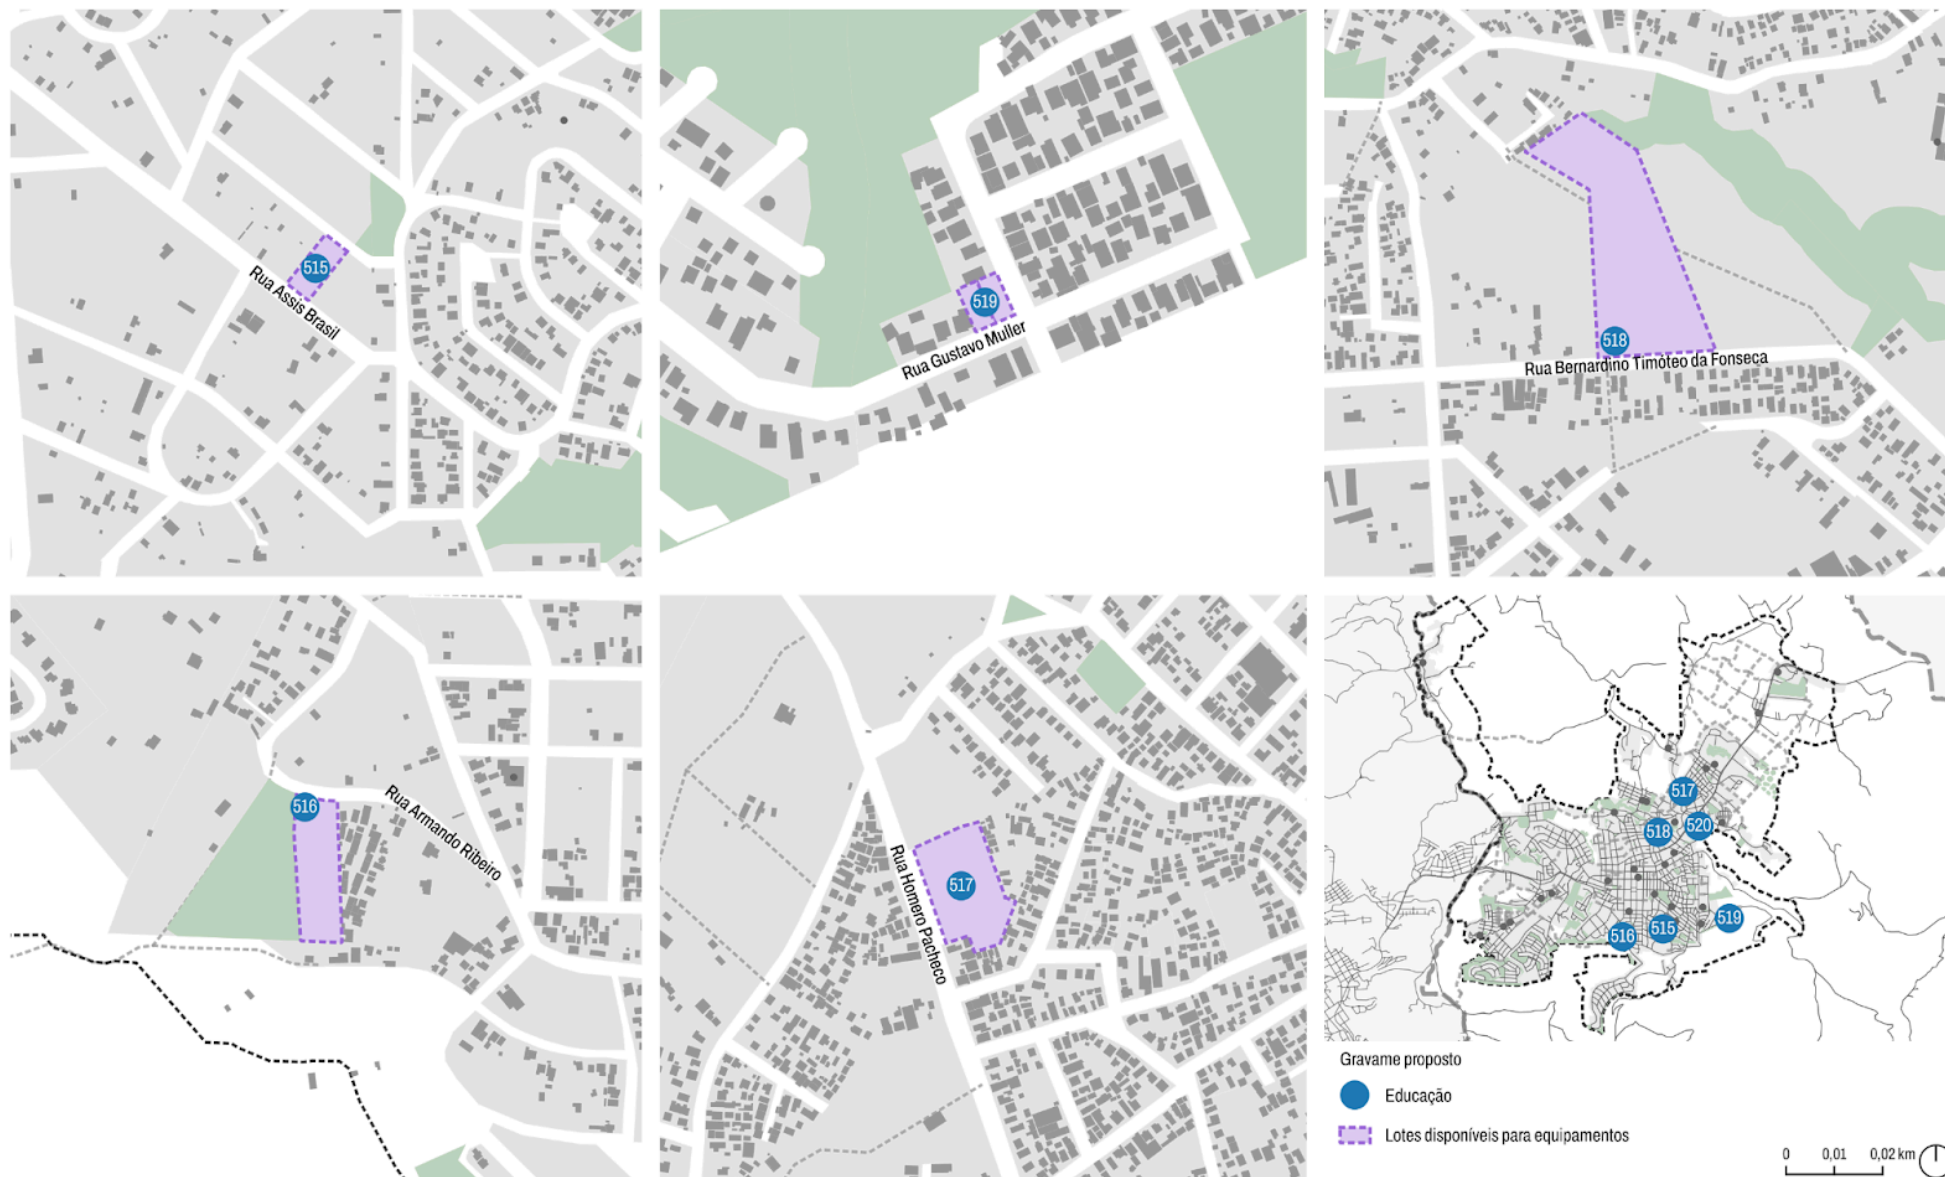 515
Rua Assis Brasil
519
Rua Gustavo Muller
518
Rua Bernardino Timóteo da Fonseca
516
Rua Armando Ribeiro
517
Rua Homero Pacheco
517
518
520
519
515
516
Gravame proposto
Educação
Lotes disponíveis para equipamentos
0 0,01 0,02 km